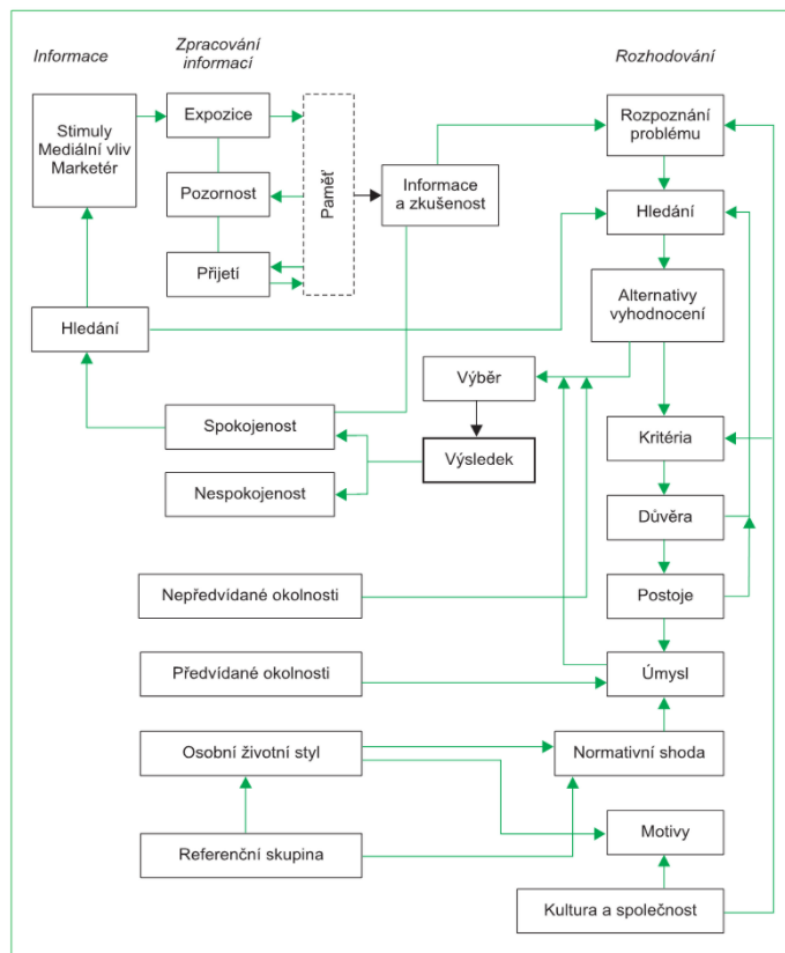 Informace
Zpracování
informací
Rozhodování
Stimuly
Mediální vliv
Marketér
Expozice
Pozornost
Přijetí
Paměť
Informace
a zkušenost
Rozpoznání
problému
Hledání
Alternativy
vyhodnocení
Hledání
Výběr
Spokojenost
Výsledek
Nespokojenost
Kritéria
Důvěra
Nepředvídané okolnosti
Postoje
Předvídané okolnosti
Úmysl
Osobní životní styl
Normativní shoda
Referenční skupina
Motivy
Kultura a společnost